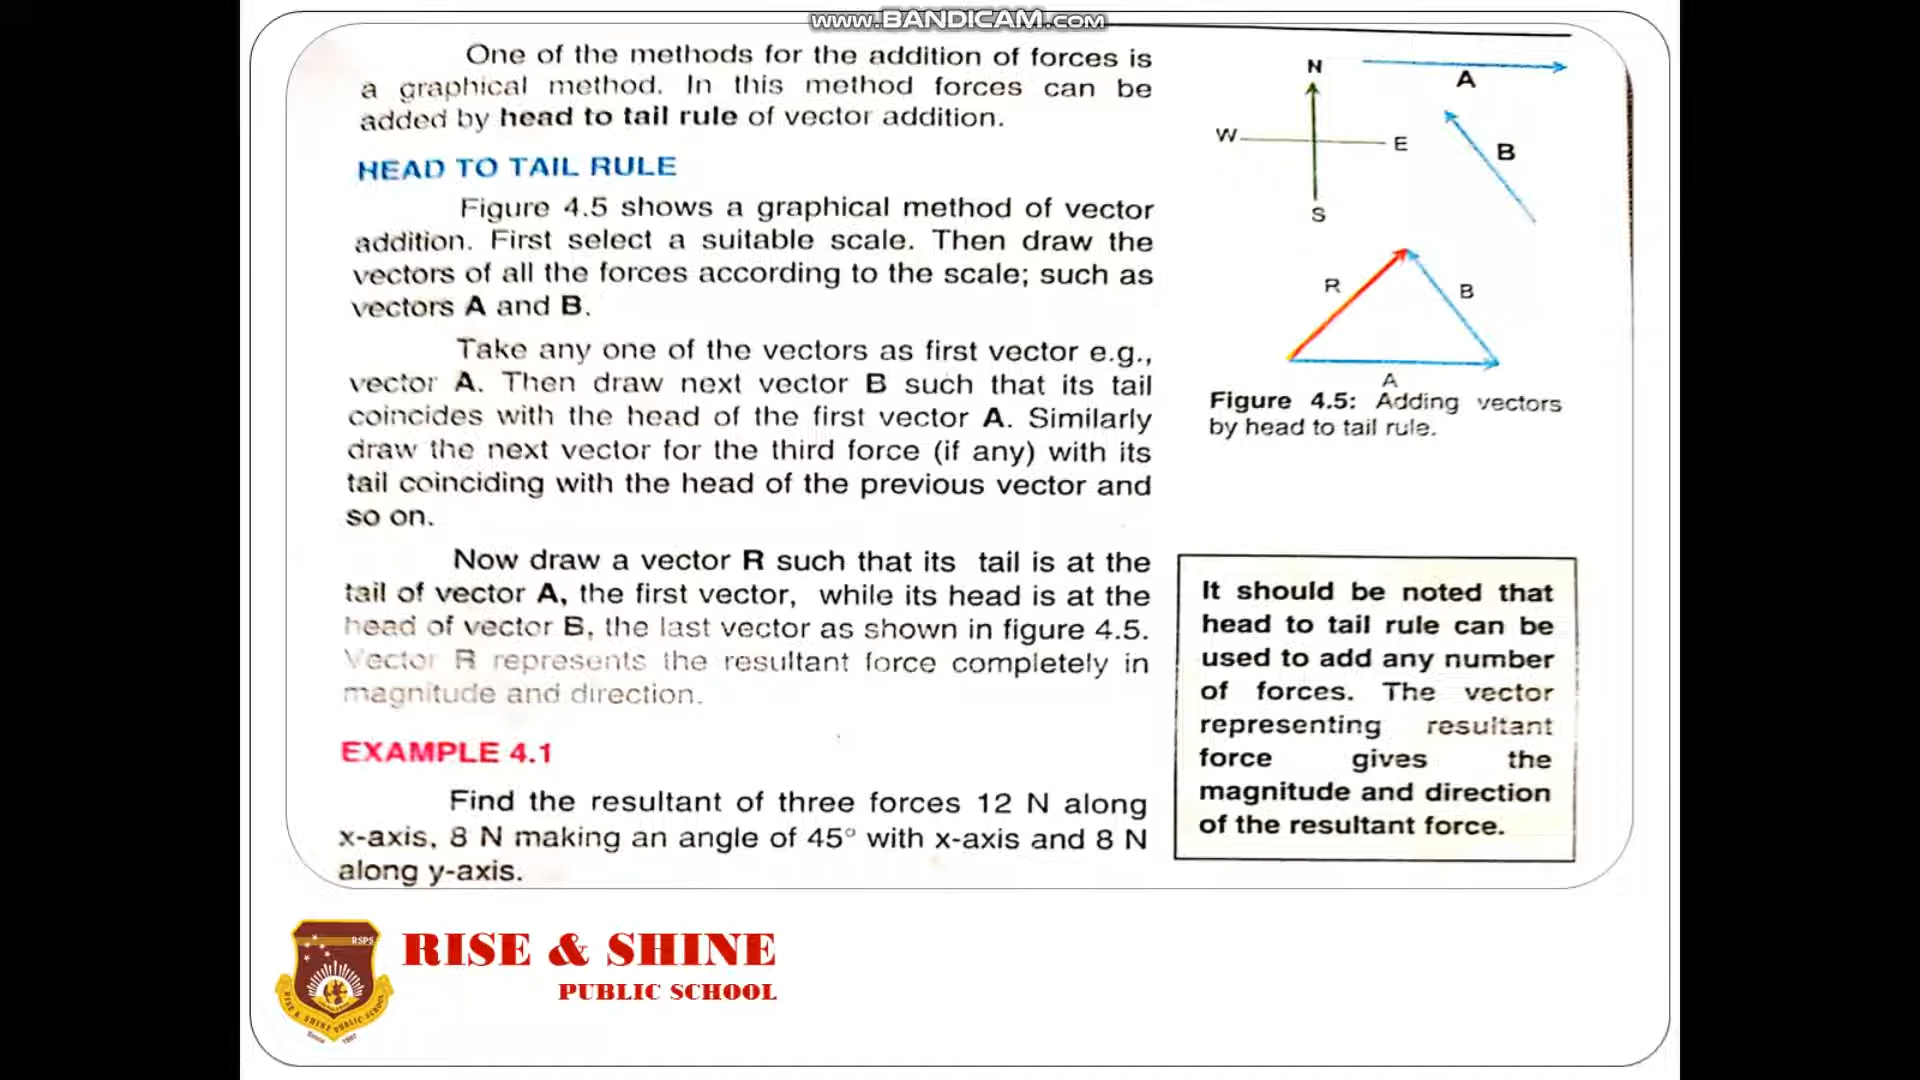 www.BANDICAM.com
One of the methods for the addition of forces is
a graphical method. In this method forces can be
added by head to tail rule of vector addition.
HEAD TO TAIL RULE
Figure 4.5 shows a graphical method of vector
addition. First select a suitable scale. Then draw the
vectors of all the forces according to the scale; such as
vectors A and B.
Take any one of the vectors as first vector e.g.,
vector A. Then draw next vector B such that its tail
coincides with the head of the first vector A. Similarly
draw the next vector for the third force (if any) with its
tail coinciding with the head of the previous vector and
so on.
Now draw a vector R such that its tail is at the
tail of vector A, the first vector, while its head is at the
head of vector B, the last vector as shown in figure 4.5.
Vector R represents the resultant force completely in
magnitude and direction.
EXAMPLE 4.1
Find the resultant of three forces 12 N along
x-axis, 8 N making an angle of 45° with x-axis and 8 N
along y-axis.
N
A
W
E
B
S
R
B
A
Figure 4.5: Adding vectors
by head to tail rule.
It should be noted that
head to tail rule can be
used to add any number
of forces. The vector
representing resultant
force gives the
magnitude and direction
of the resultant force.
RSPS
RISE & SHINE PUBLIC SCHOOL
Since 1997
RISE & SHINE
PUBLIC SCHOOL